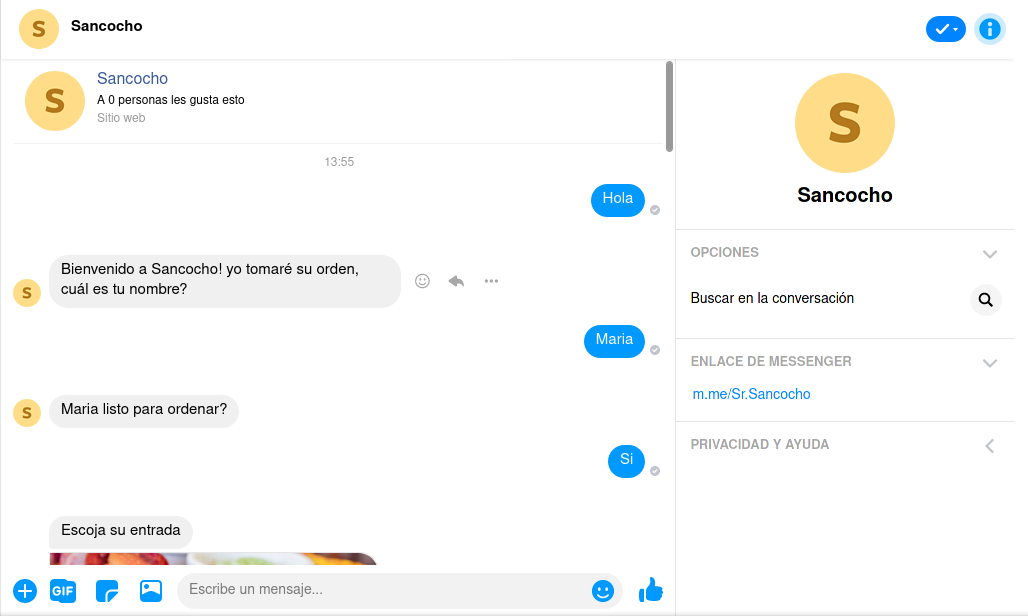 S
Sancocho
S
Sancocho
A 0 personas les gusta esto
Sitio web
13:55
Hola
S
Bienvenido a Sancocho! yo tomaré su orden,
cuál es tu nombre?
Maria
S
Maria listo para ordenar?
Si
Escoja su entrada
GIF
Escribe un mensaje...
S
Sancocho
OPCIONES
Buscar en la conversación
ENLACE DE MESSENGER
m.me/Sr.Sancocho
PRIVACIDAD Y AYUDA